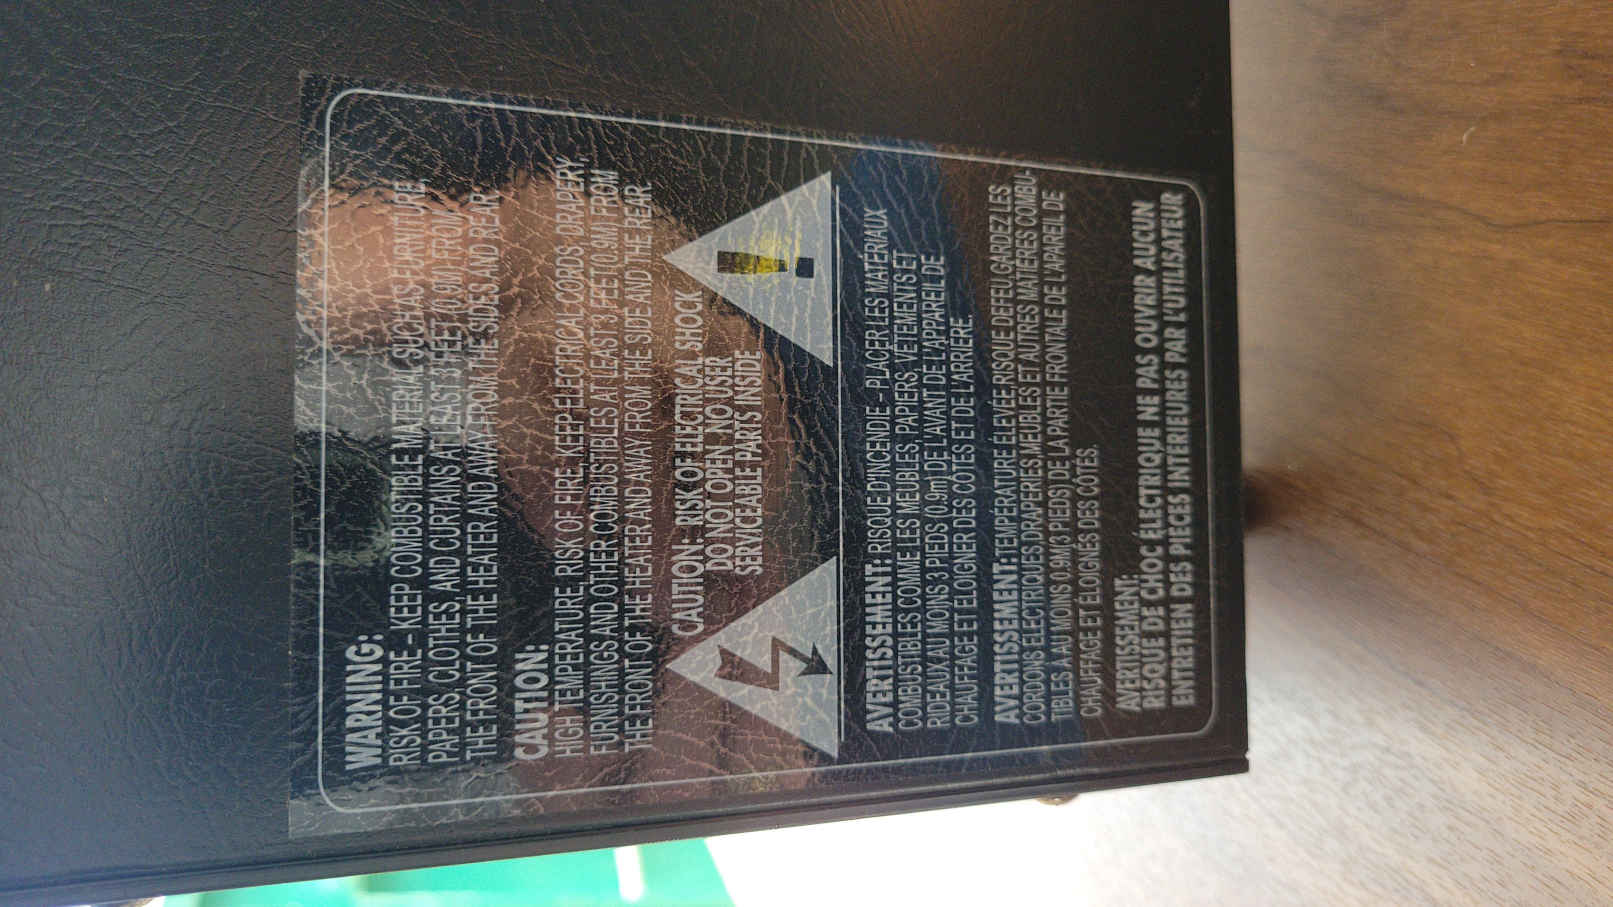 WARNING:
RISK OF FIRE – KEEP COMBUSTIBLE MATERIAL SUCH AS FURNITURE,
PAPERS, CLOTHES AND CURTAINS AT LEAST 3 FEET (0.9M) FROM
THE FRONT OF THE HEATER AND AWAY FROM THE SIDES AND REAR
CAUTION:
HIGH TEMPERATURE, RISK OF FIRE, KEEP ELECTRICAL CORDS, DRAPERY,
FURNISHINGS AND OTHER COMBUSTIBLES AT LEAST 3 FEET (0.9M) FROM
THE FRONT OF THE HEATER AND AWAY FROM THE SIDE AND THE REAR
CAUTION: RISK OF ELECTRICAL SHOCK
DO NOT OPEN. NO USER
SERVICEABLE PARTS INSIDE
AVERTISSEMENT: RISQUE D'INCENDIE – PLACER LES MATÉRIAUX
COMBUSTIBLES COMME LES MEUBLES, PAPIERS, VÊTEMENTS ET
RIDEAUX AU MOINS 3 PIEDS (0.9m) DE L'AVANT DE L'APPAREIL DE
CHAUFFAGE ET ELOIGNER DES CÔTES ET DE L'ARRIERE.
AVERTISSEMENT: TEMPERATURE ELEVEE,RISQUE DEFEU,GARDEZ LES
CORDONS ELECTRIQUES DRAPERIES MEUBLES ET AUTRES MATIÈRES COMBU-
TIBLES À AU MOINS 0.9M(3 PIEDS) DE LA PARTIE FRONTALE DE L'APAREIL DE
CHAUFFAGE ET ÉLOIGNÉS DES CÔTÉS.
AVERTISSEMENT:
RISQUE DE CHOC ÉLECTRIQUE NE PAS OUVRIR AUCUN
ENTRETIEN DES PIECES INTERIEURES PAR L'UTILISATEUR